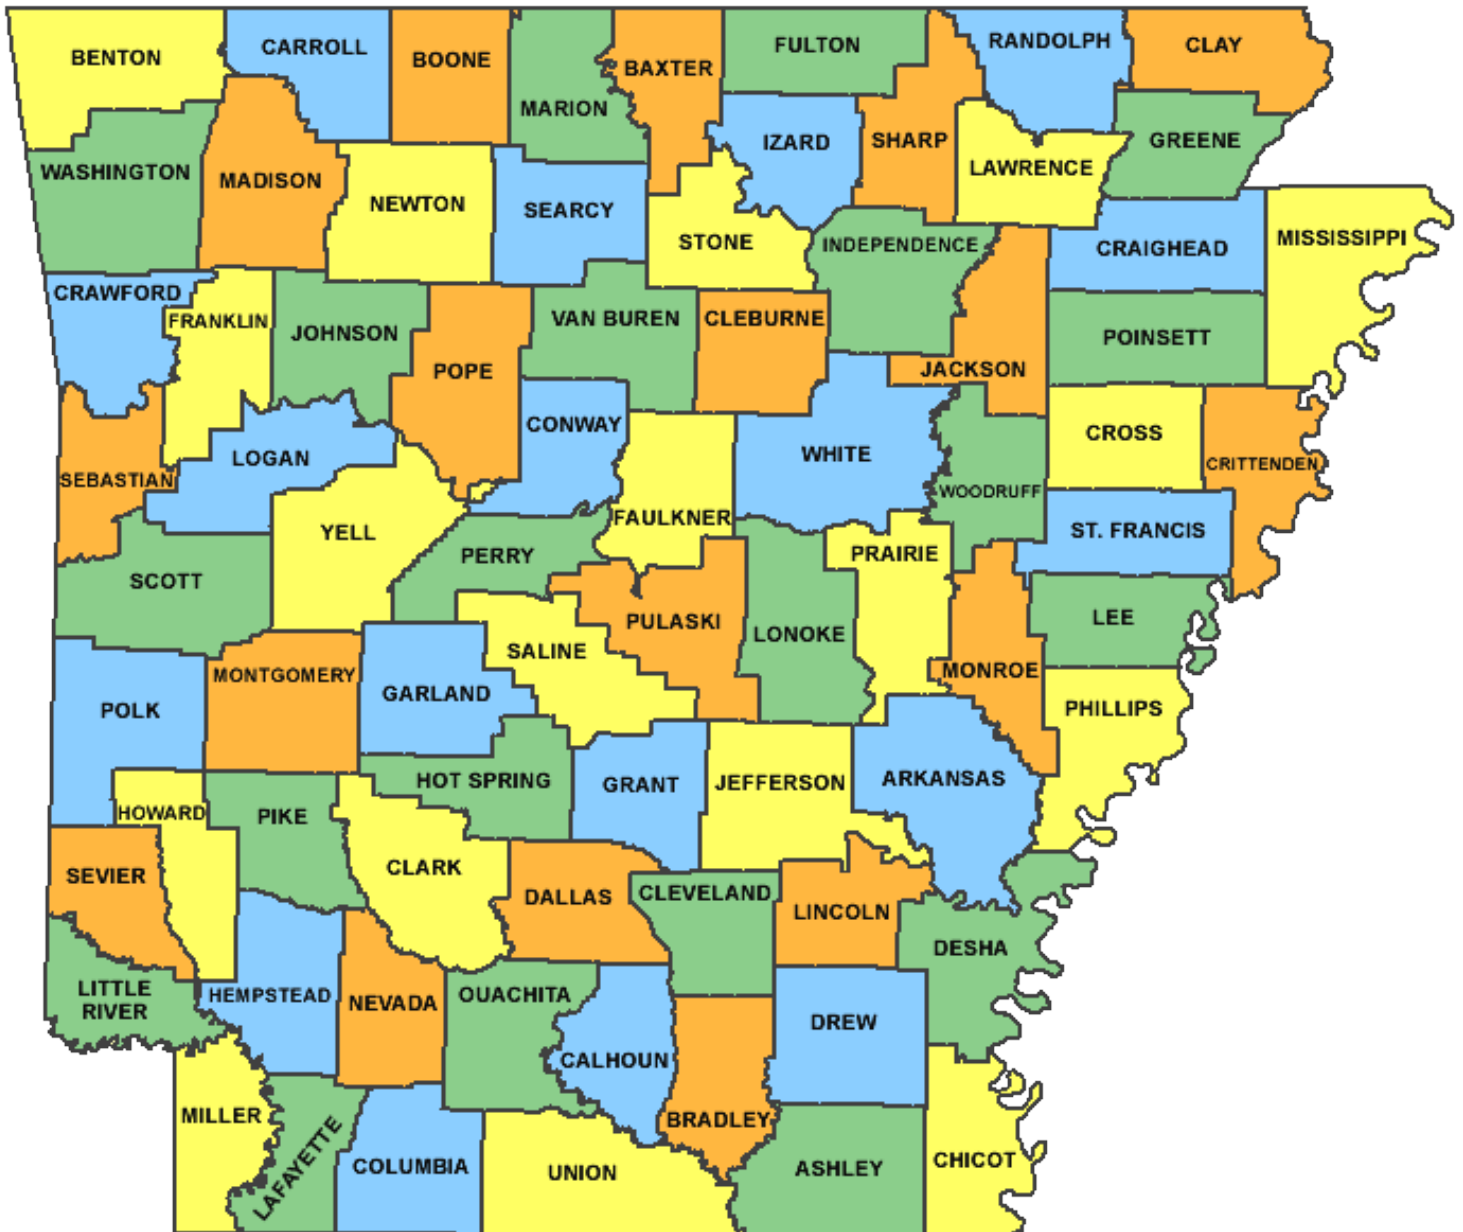 BENTON
CARROLL
BOONE
MARION
BAXTER
FULTON
RANDOLPH
CLAY
WASHINGTON
MADISON
NEWTON
SEARCY
STONE
IZARD
SHARP
LAWRENCE
GREENE
CRAWFORD
FRANKLIN
JOHNSON
POPE
VAN BUREN
CLEBURNE
INDEPENDENCE
JACKSON
CRAIGHEAD
MISSISSIPPI
POINSETT
SEBASTIAN
LOGAN
CONWAY
FAULKNER
WHITE
WOODRUFF
CROSS
CRITTENDEN
SCOTT
YELL
PERRY
PULASKI
LONOKE
PRAIRIE
ST. FRANCIS
MONROE
LEE
POLK
MONTGOMERY
GARLAND
SALINE
PHILLIPS
HOWARD
PIKE
HOT SPRING
GRANT
JEFFERSON
ARKANSAS
SEVIER
CLARK
DALLAS
CLEVELAND
LINCOLN
DESHA
LITTLE
RIVER
HEMPSTEAD
NEVADA
OUACHITA
CALHOUN
BRADLEY
DREW
MILLER
LAFAYETTE
COLUMBIA
UNION
ASHLEY
CHICOT